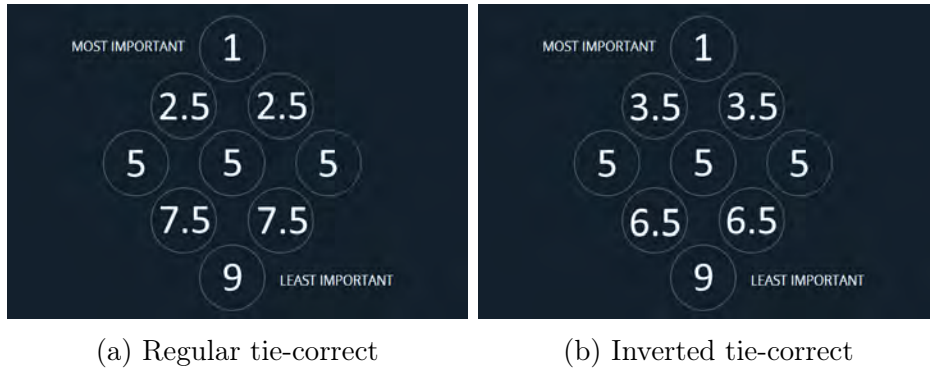 MOST IMPORTANT 1
2.5 2.5
5 5 5
7.5 7.5
9 LEAST IMPORTANT
(a) Regular tie-correct
MOST IMPORTANT 1
3.5 3.5
5 5 5
6.5 6.5
9 LEAST IMPORTANT
(b) Inverted tie-correct